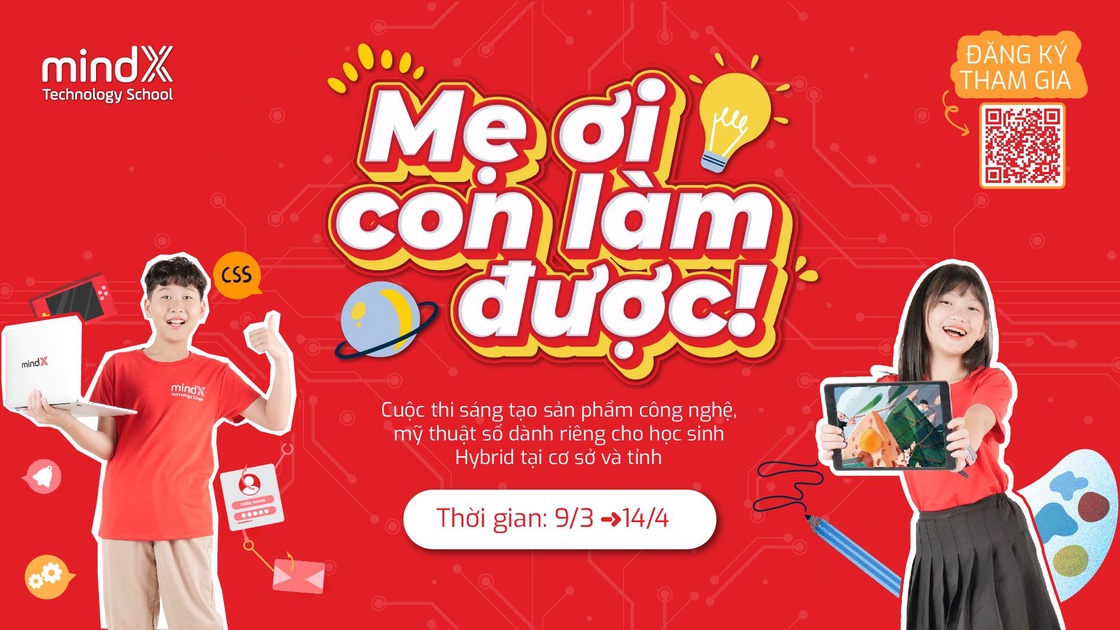 mindX
Technology School
ĐĂNG KÝ
THAM GIA
Mẹ ơi
con làm
được!
CSS
mindX
mindX
Technology School
Cuộc thi sáng tạo sản phẩm công nghệ,
mỹ thuật số dành riêng cho học sinh
Hybrid tại cơ sở và tỉnh
Thời gian: 9/3 ➜14/4
USER NAME